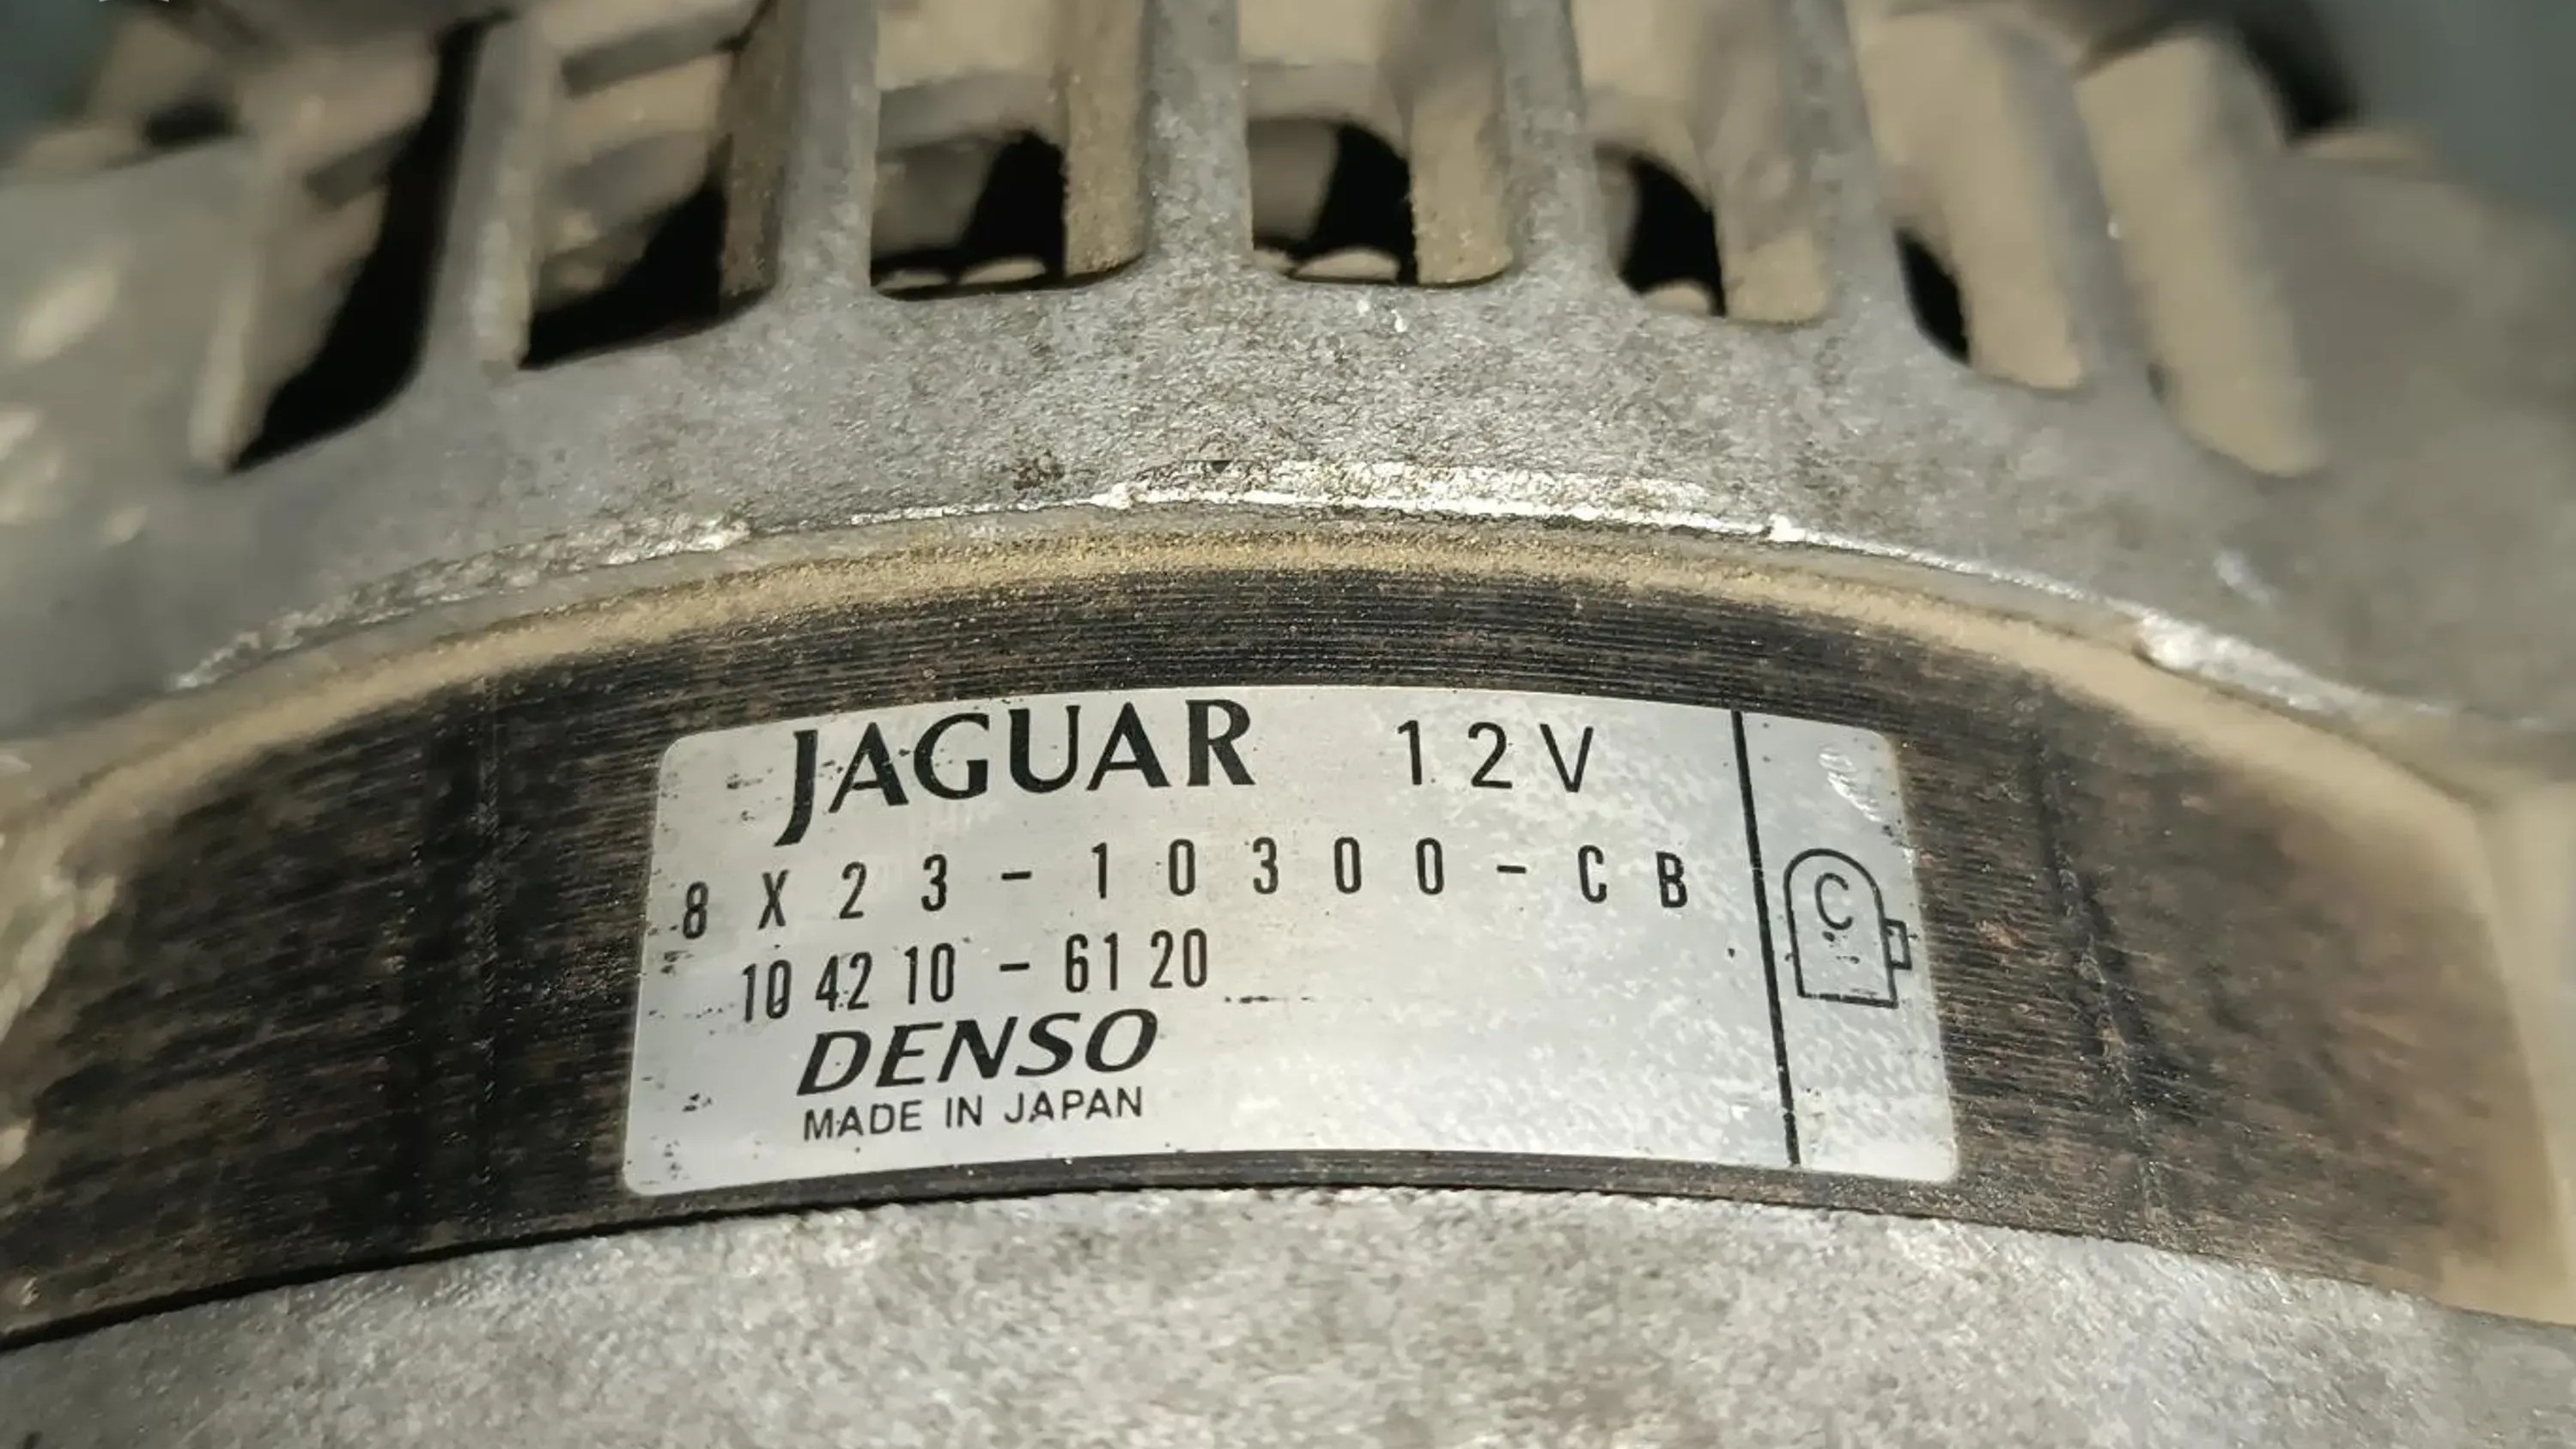 JAGUAR 12V
8X23-10300-CB
C
104210-6120
DENSO
MADE IN JAPAN